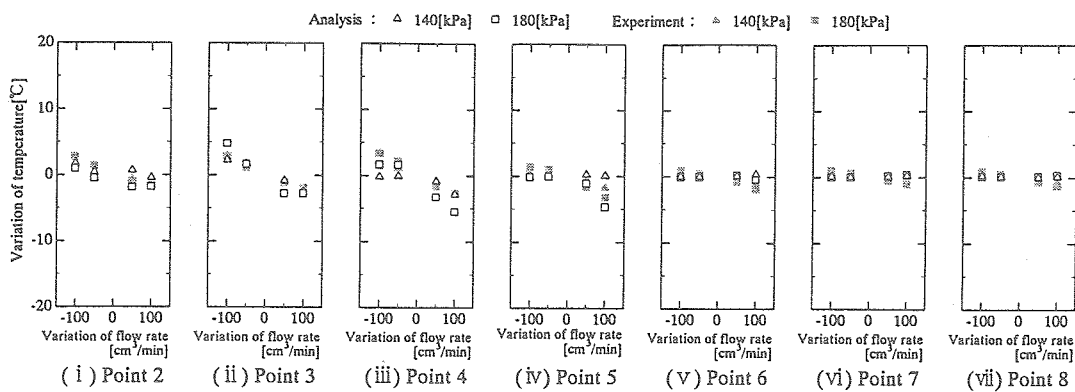 Analysis : △ 140[kPa] □ 180[kPa] Experiment : ▲ 140[kPa] ■ 180[kPa]
Variation of temperature[℃]
20
10
0
-10
-20
-100 0 100
-100 0 100
-100 0 100
-100 0 100
-100 0 100
-100 0 100
-100 0 100
Variation of flow rate
[cm³/min]
Variation of flow rate
[cm³/min]
Variation of flow rate
[cm³/min]
Variation of flow rate
[cm³/min]
Variation of flow rate
[cm³/min]
Variation of flow rate
[cm³/min]
Variation of flow rate
[cm³/min]
(i) Point 2
(ii) Point 3
(iii) Point 4
(iv) Point 5
(v) Point 6
(vi) Point 7
(vii) Point 8